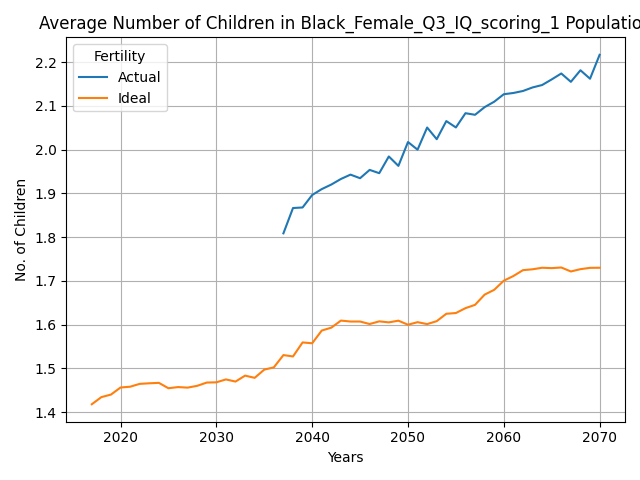 Average Number of Children in Black_Female_Q3_IQ_scoring_1 Populatio
Fertility
Actual
Ideal
No. of Children
2.2
2.1
2.0
1.9
1.8
1.7
1.6
1.5
1.4
2020 2030 2040 2050 2060 2070
Years